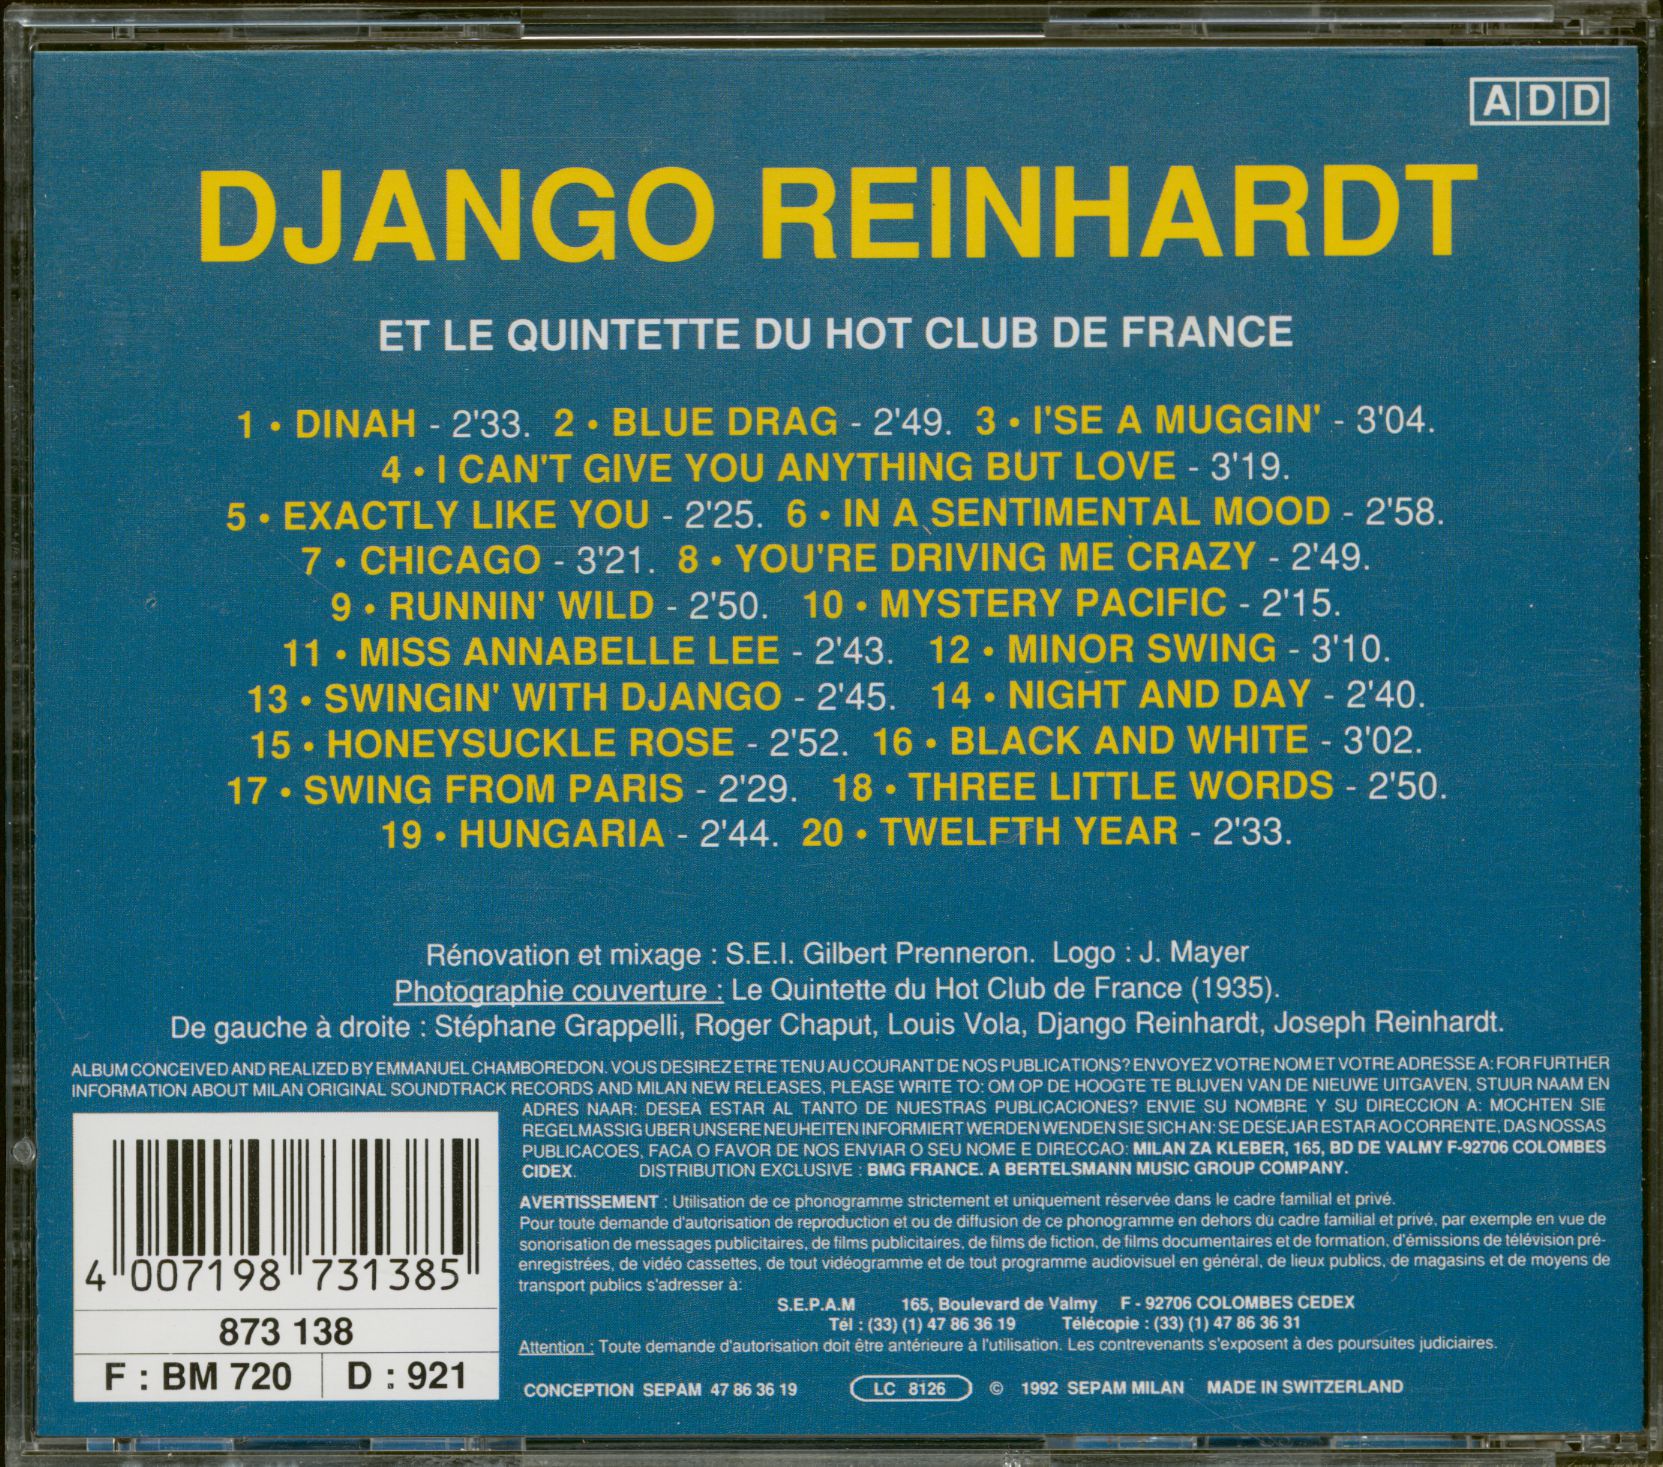 ADD
DJANGO REINHARDT
ET LE QUINTETTE DU HOT CLUB DE FRANCE
1 • DINAH - 2'33. 2 • BLUE DRAG - 2'49. 3 • I'SE A MUGGIN' - 3'04.
4 • I CAN'T GIVE YOU ANYTHING BUT LOVE - 3'19.
5 • EXACTLY LIKE YOU - 2'25. 6 • IN A SENTIMENTAL MOOD - 2'58.
7 • CHICAGO - 3'21. 8 • YOU'RE DRIVING ME CRAZY - 2'49.
9 • RUNNIN' WILD - 2'50. 10 • MYSTERY PACIFIC - 2'15.
11 • MISS ANNABELLE LEE - 2'43. 12 • MINOR SWING - 3'10.
13 • SWINGIN' WITH DJANGO - 2'45. 14 • NIGHT AND DAY - 2'40.
15 • HONEYSUCKLE ROSE - 2'52. 16 • BLACK AND WHITE - 3'02.
17 • SWING FROM PARIS - 2'29. 18 • THREE LITTLE WORDS - 2'50.
19 • HUNGARIA - 2'44. 20 • TWELFTH YEAR - 2'33.
Rénovation et mixage : S.E.I. Gilbert Prenneron. Logo : J. Mayer
Photographie couverture : Le Quintette du Hot Club de France (1935).
De gauche à droite : Stéphane Grappelli, Roger Chaput, Louis Vola, Django Reinhardt, Joseph Reinhardt.
ALBUM CONCEIVED AND REALIZED BY EMMANUEL CHAMBOREDON. VOUS DESIREZ ETRE TENU AU COURANT DE NOS PUBLICATIONS? ENVOYEZ VOTRE NOM ET VOTRE ADRESSE A: FOR FURTHER
INFORMATION ABOUT MILAN ORIGINAL SOUNDTRACK RECORDS AND MILAN NEW RELEASES, PLEASE WRITE TO: OM OP DE HOOGTE TE BLIJVEN VAN DE NIEUWE UITGAVEN, STUUR NAAM EN
ADRES NAAR: DESEA ESTAR AL TANTO DE NUESTRAS PUBLICACIONES? ENVIE SU NOMBRE Y SU DIRECCION A: MOCHTEN SIE
REGELMASSIG UBER UNSERE NEUHEITEN INFORMIERT WERDEN WENDEN SIE SICH AN: SE DESEJAR ESTAR AO CORRENTE, DAS NOSSAS
PUBLICACOES, FACA O FAVOR DE NOS ENVIAR O SEU NOME E DIRECCAO: MILAN ZA KLEBER, 165, BD DE VALMY F-92706 COLOMBES
CIDEX. DISTRIBUTION EXCLUSIVE : BMG FRANCE. A BERTELSMANN MUSIC GROUP COMPANY.
AVERTISSEMENT : Utilisation de ce phonogramme strictement et uniquement réservée dans le cadre familial et privé.
Pour toute demande d'autorisation de reproduction et ou de diffusion de ce phonogramme en dehors du cadre familial et privé, par exemple en vue de
sonorisation de messages publicitaires, de films publicitaires, de films de fiction, de films documentaires et de formation, d'émissions de télévision pré-
enregistrées, de vidéo cassettes, de tout vidéogramme et de tout programme audiovisuel en général, de lieux publics, de magasins et de moyens de
transport publics s'adresser à:
S.E.P.A.M 165, Boulevard de Valmy F - 92706 COLOMBES CEDEX
Tél : (33) (1) 47 86 36 19 Télécopie : (33) (1) 47 86 36 31
Attention : Toute demande d'autorisation doit être antérieure à l'utilisation. Les contrevenants s'exposent à des poursuites judiciaires.
CONCEPTION SEPAM 47 86 36 19 LC 8126 © 1992 SEPAM MILAN MADE IN SWITZERLAND
4 007198 731385
873 138
F : BM 720 D : 921